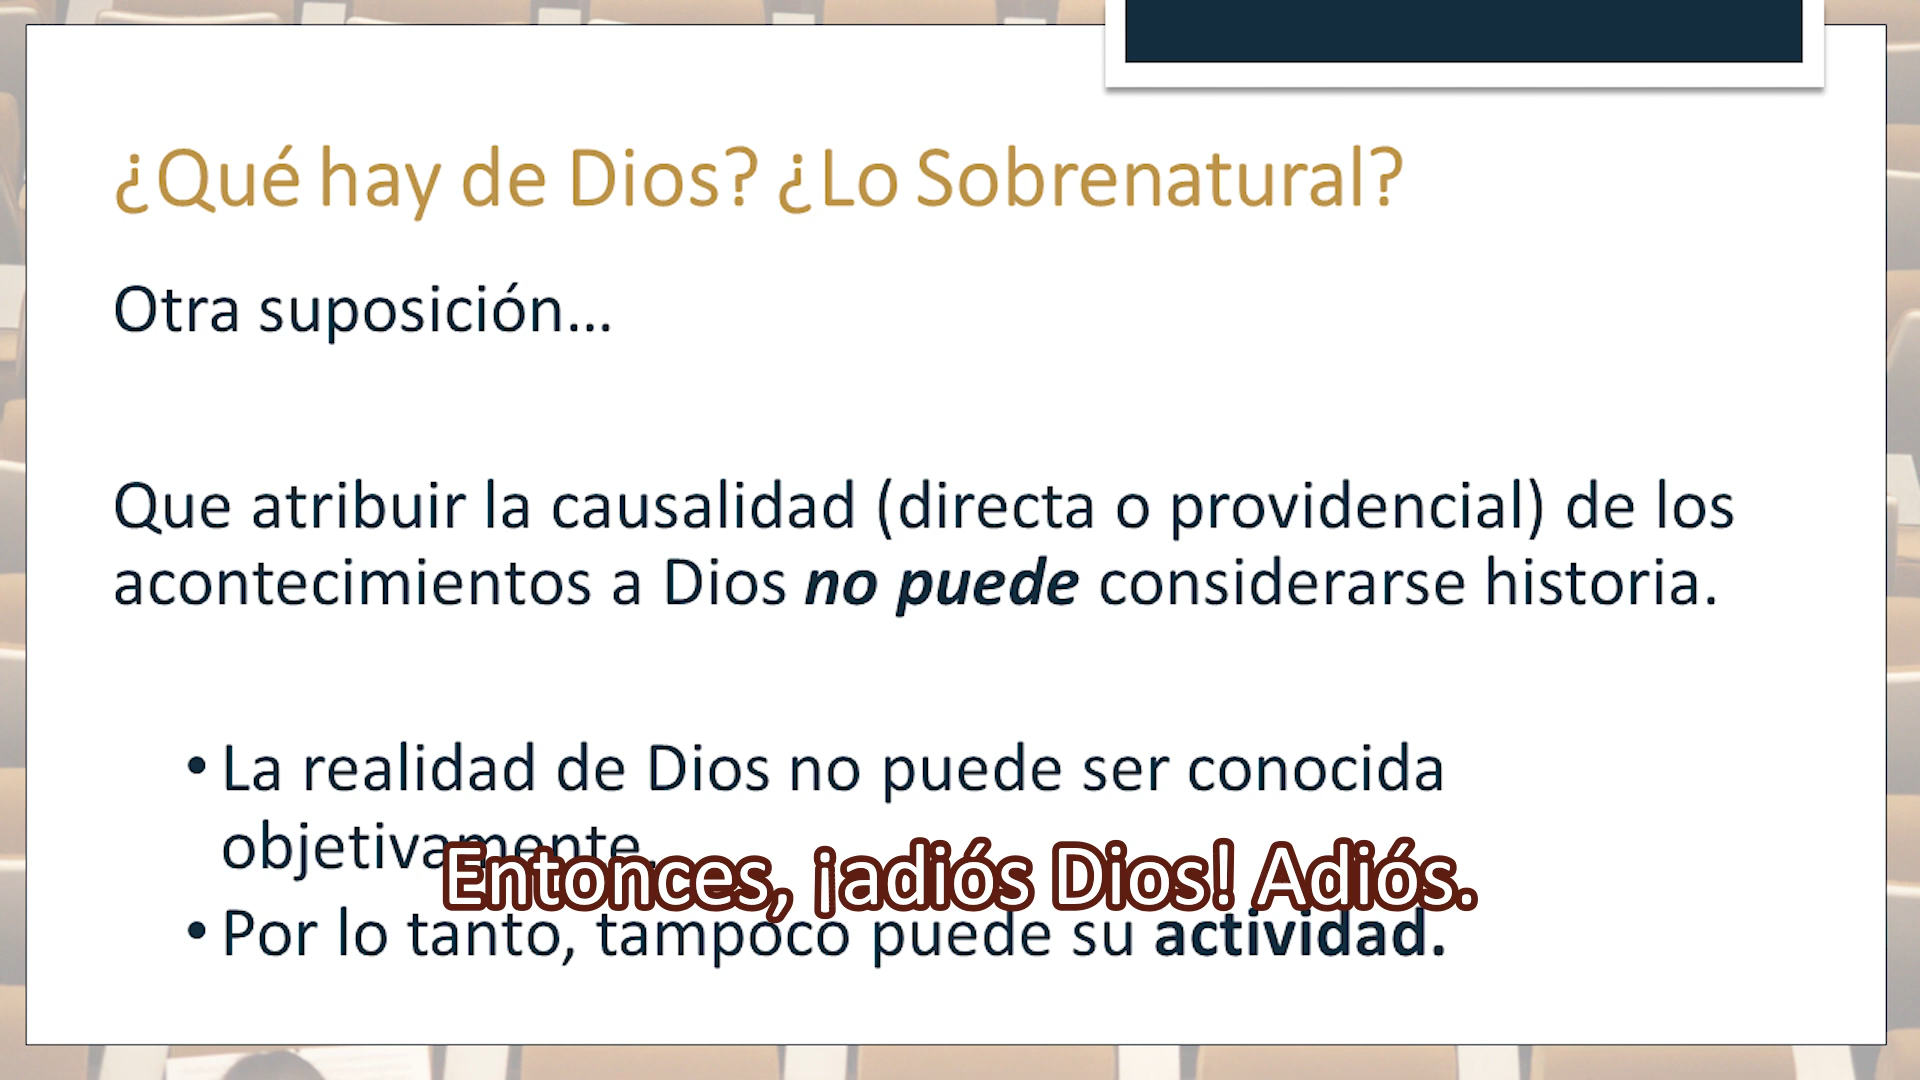 ¿Qué hay de Dios? ¿Lo Sobrenatural?
Otra suposición...
Que atribuir la causalidad (directa o providencial) de los
acontecimientos a Dios no puede considerarse historia.
• La realidad de Dios no puede ser conocida
objetivamente.
Entonces, ¡adiós Dios! Adiós.
• Por lo tanto, tampoco puede su actividad.